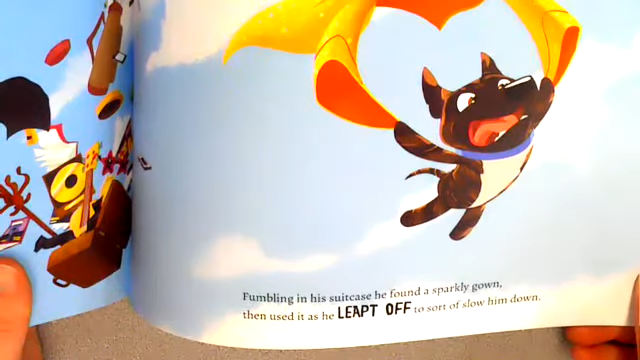 Fumbling in his suitcase he found a sparkly gown,
then used it as he LEAPT OFF to sort of slow him down.